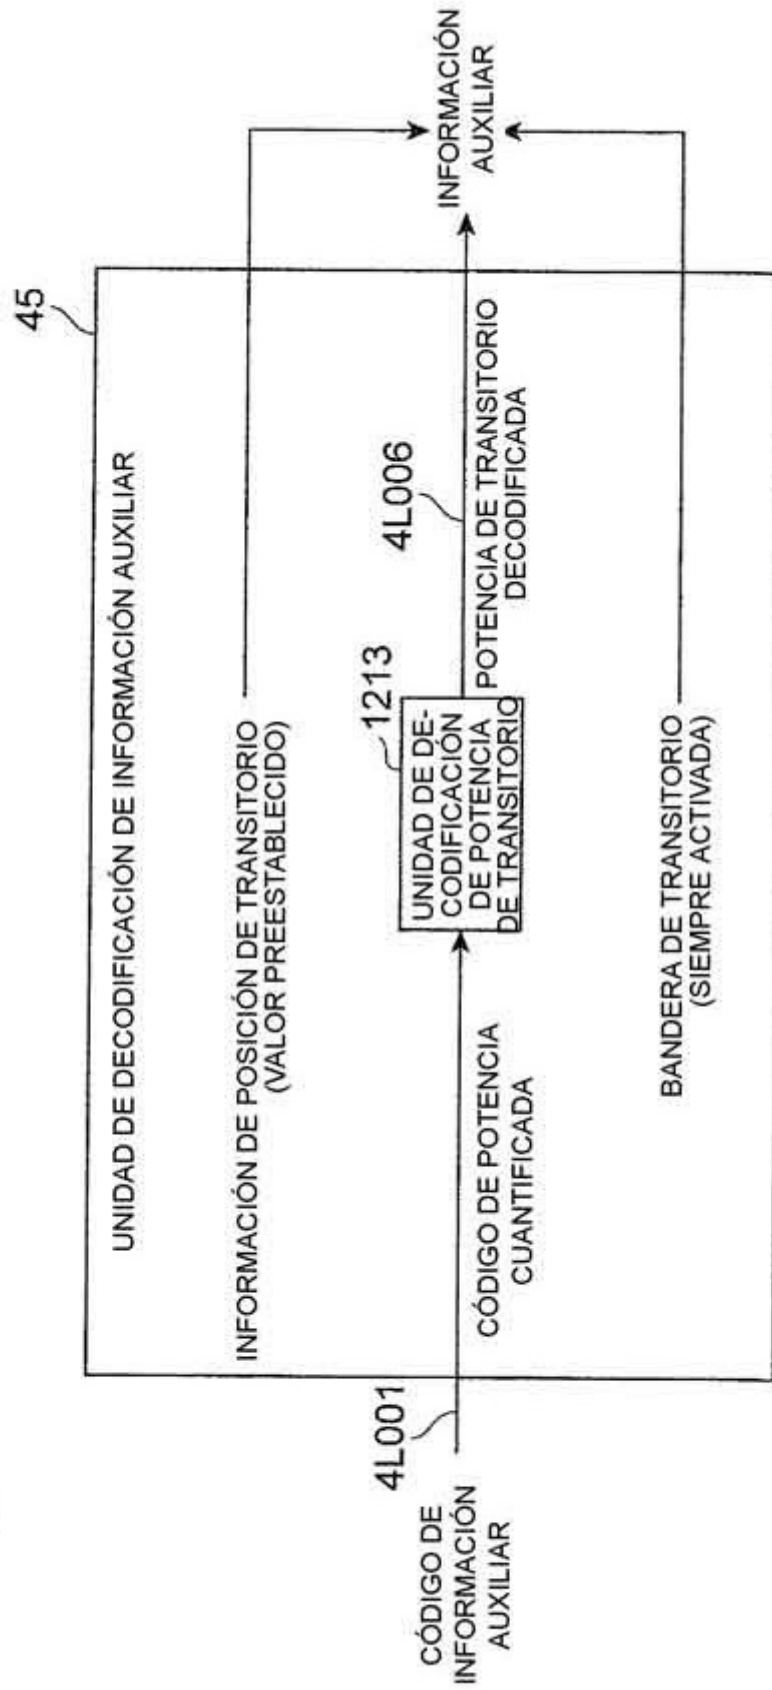 45
UNIDAD DE DECODIFICACIÓN DE INFORMACIÓN AUXILIAR
INFORMACIÓN DE POSICIÓN DE TRANSITORIO
(VALOR PREESTABLECIDO)
CÓDIGO DE
INFORMACIÓN
AUXILIAR
4L001
CÓDIGO DE POTENCIA
CUANTIFICADA
1213
UNIDAD DE DE-
CODIFICACIÓN
DE POTENCIA
DE TRANSITORIO
4L006
POTENCIA DE TRANSITORIO
DECODIFICADA
INFORMACIÓN
AUXILIAR
BANDERA DE TRANSITORIO
(SIEMPRE ACTIVADA)